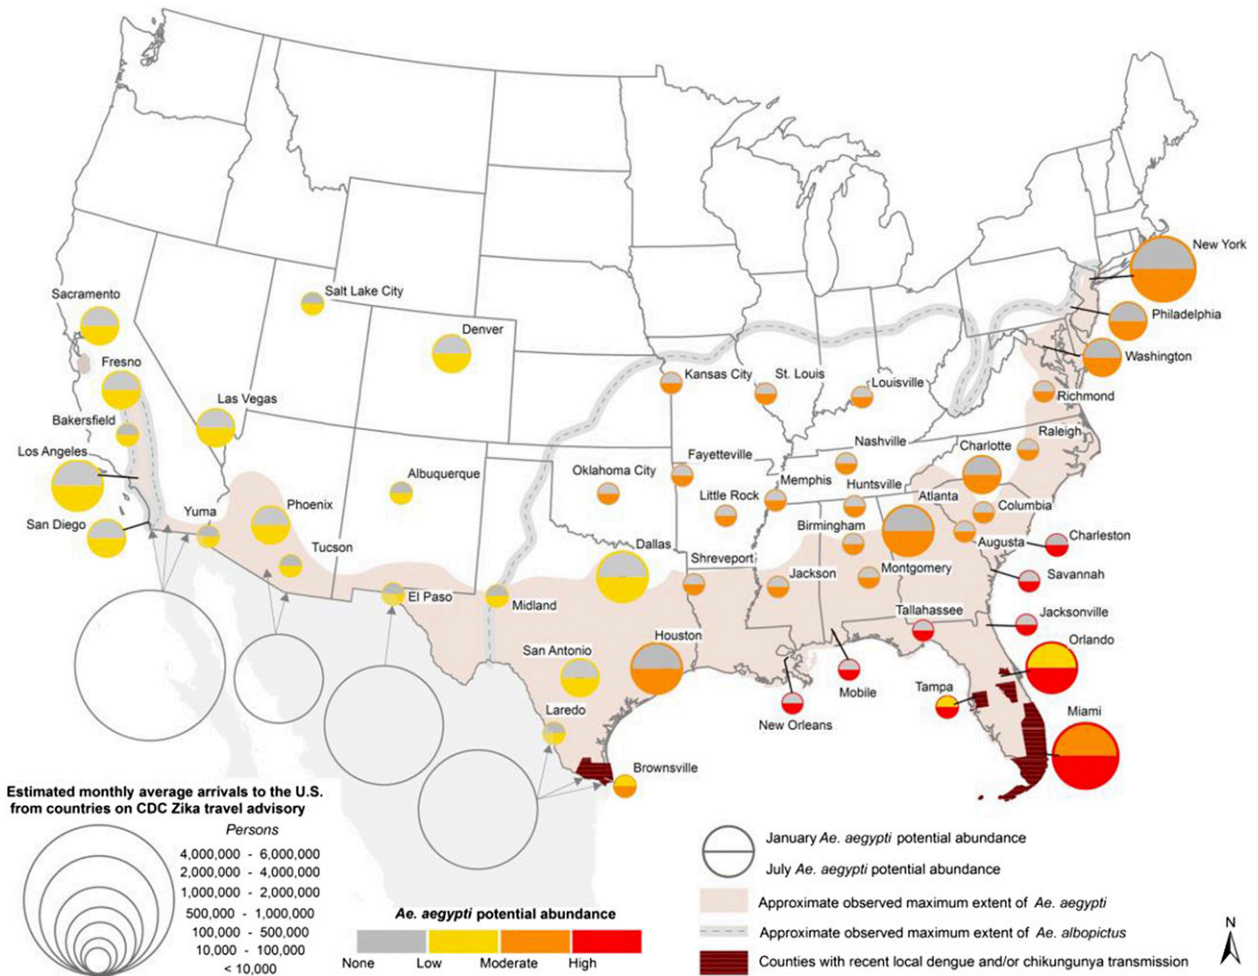 New York
Philadelphia
Washington
Richmond
Salt Lake City
Sacramento
Denver
Fresno
Kansas City
St. Louis
Louisville
Las Vegas
Bakersfield
Raleigh
Los Angeles
Nashville
Charlotte
Fayetteville
Albuquerque
Oklahoma City
Memphis
Huntsville
Little Rock
Atlanta
Columbia
Phoenix
Yuma
San Diego
Birmingham
Charleston
Augusta
Tucson
Dallas
Shreveport
Montgomery
Jackson
Savannah
El Paso
Midland
Tallahassee
Jacksonville
Houston
Orlando
San Antonio
Tampa
Mobile
Laredo
New Orleans
Miami
Brownsville
Estimated monthly average arrivals to the U.S.
from countries on CDC Zika travel advisory
Persons
4,000,000 - 6,000,000
2,000,000 - 4,000,000
1,000,000 - 2,000,000
500,000 - 1,000,000
100,000 - 500,000
10,000 - 100,000
< 10,000
Ae. aegypti potential abundance
None Low Moderate High
January Ae. aegypti potential abundance
July Ae. aegypti potential abundance
Approximate observed maximum extent of Ae. aegypti
Approximate observed maximum extent of Ae. albopictus
Counties with recent local dengue and/or chikungunya transmission
N